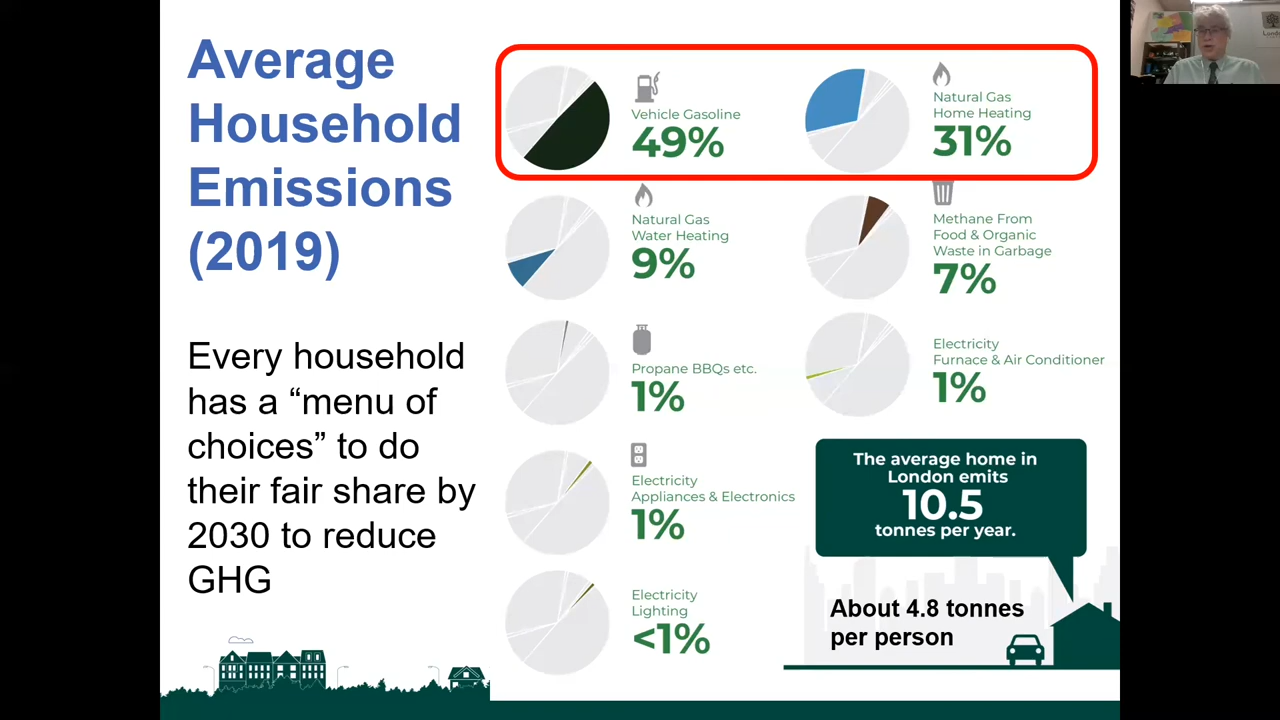 Average
Household
Emissions
(2019)
Every household
has a “menu of
choices” to do
their fair share by
2030 to reduce
GHG
Vehicle Gasoline
49%
Natural Gas
Home Heating
31%
Natural Gas
Water Heating
9%
Methane From
Food & Organic
Waste in Garbage
7%
Propane BBQs etc.
1%
Electricity
Furnace & Air Conditioner
1%
Electricity
Appliances & Electronics
1%
Electricity
Lighting
<1%
The average home in
London emits
10.5
tonnes per year.
About 4.8 tonnes
per person